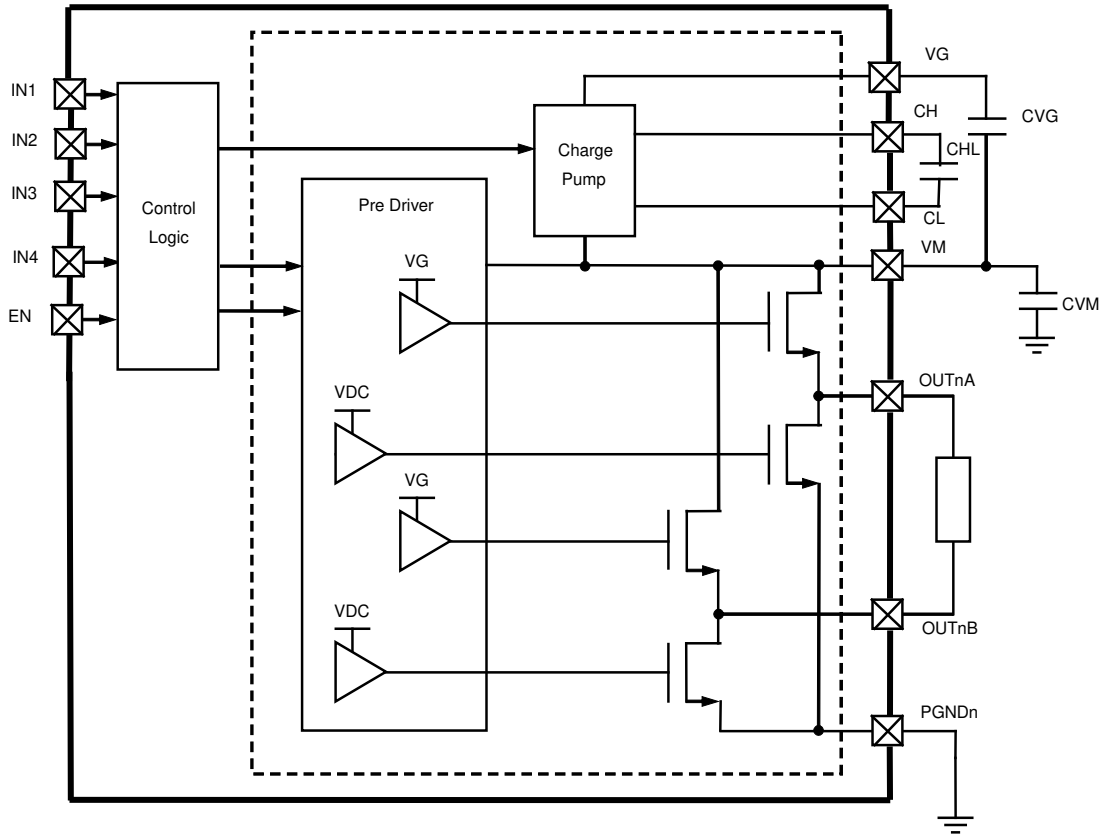 VG
IN1
CH
CVG
IN2
Charge
Pump
CHL
IN3
Control
Logic
Pre Driver
CL
IN4
VG
VM
EN
CVM
VDC
OUTnA
VG
VDC
OUTnB
PGNDn